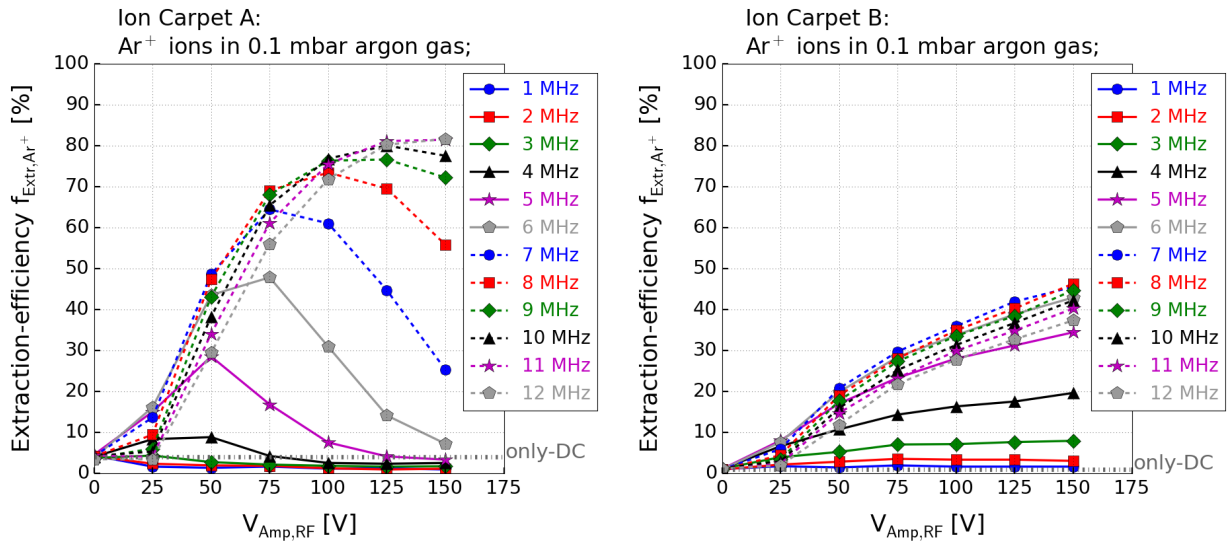 Ion Carpet A:
Ar⁺ ions in 0.1 mbar argon gas;
Extraction-efficiency f_Extr,Ar⁺ [%]
100
90
80
70
60
50
40
30
20
10
0
0 25 50 75 100 125 150 175
V_Amp,RF [V]
1 MHz
2 MHz
3 MHz
4 MHz
5 MHz
6 MHz
7 MHz
8 MHz
9 MHz
10 MHz
11 MHz
12 MHz
only-DC
Ion Carpet B:
Ar⁺ ions in 0.1 mbar argon gas;
Extraction-efficiency f_Extr,Ar⁺ [%]
100
90
80
70
60
50
40
30
20
10
0
0 25 50 75 100 125 150 175
V_Amp,RF [V]
1 MHz
2 MHz
3 MHz
4 MHz
5 MHz
6 MHz
7 MHz
8 MHz
9 MHz
10 MHz
11 MHz
12 MHz
only-DC